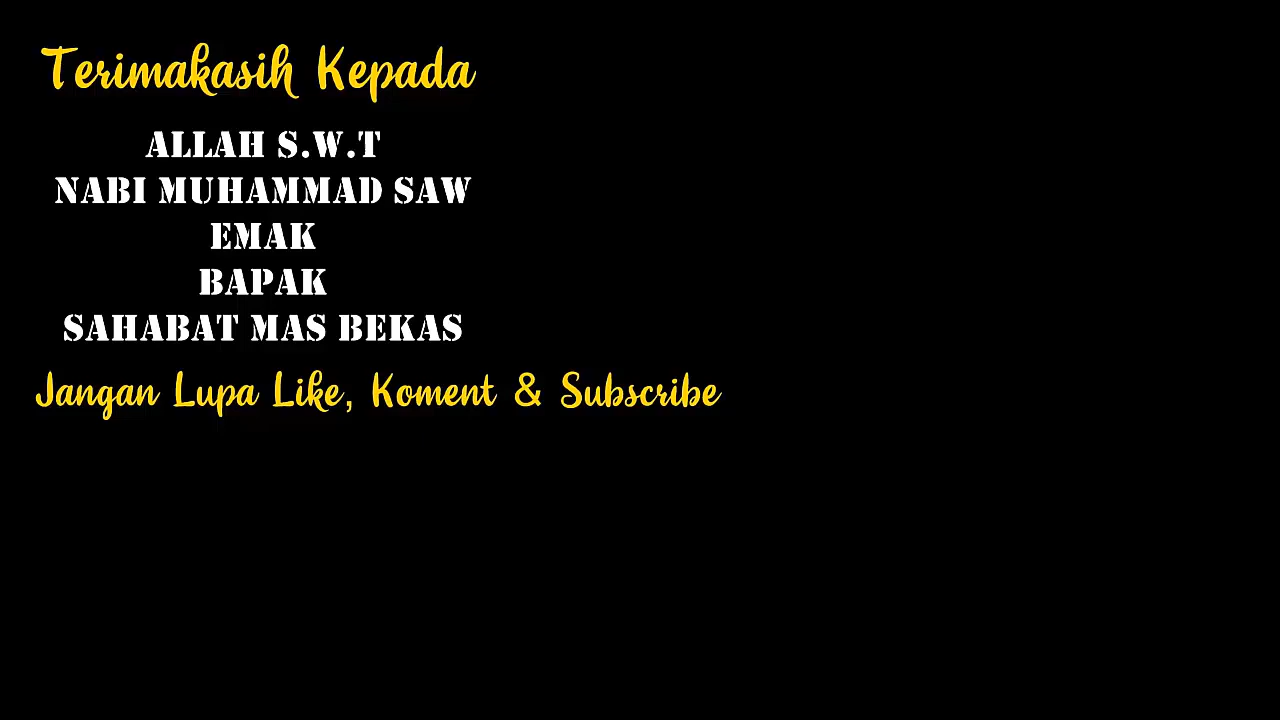 Terimakasih Kepada
ALLAH S.W.T
NABI MUHAMMAD SAW
EMAK
BAPAK
SAHABAT MAS BEKAS
Jangan Lupa Like, Koment & Subscribe